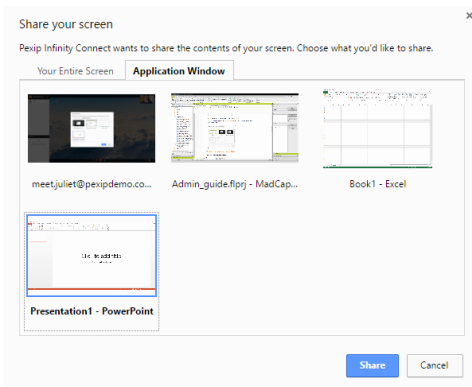 Share your screen
Pexip Infinity Connect wants to share the contents of your screen. Choose what you'd like to share.
Your Entire Screen
Application Window
meet.juliet@pexipdemo.co...
Admin_guide.flprj - MadCap...
Book1 - Excel
Presentation1 - PowerPoint
Share
Cancel